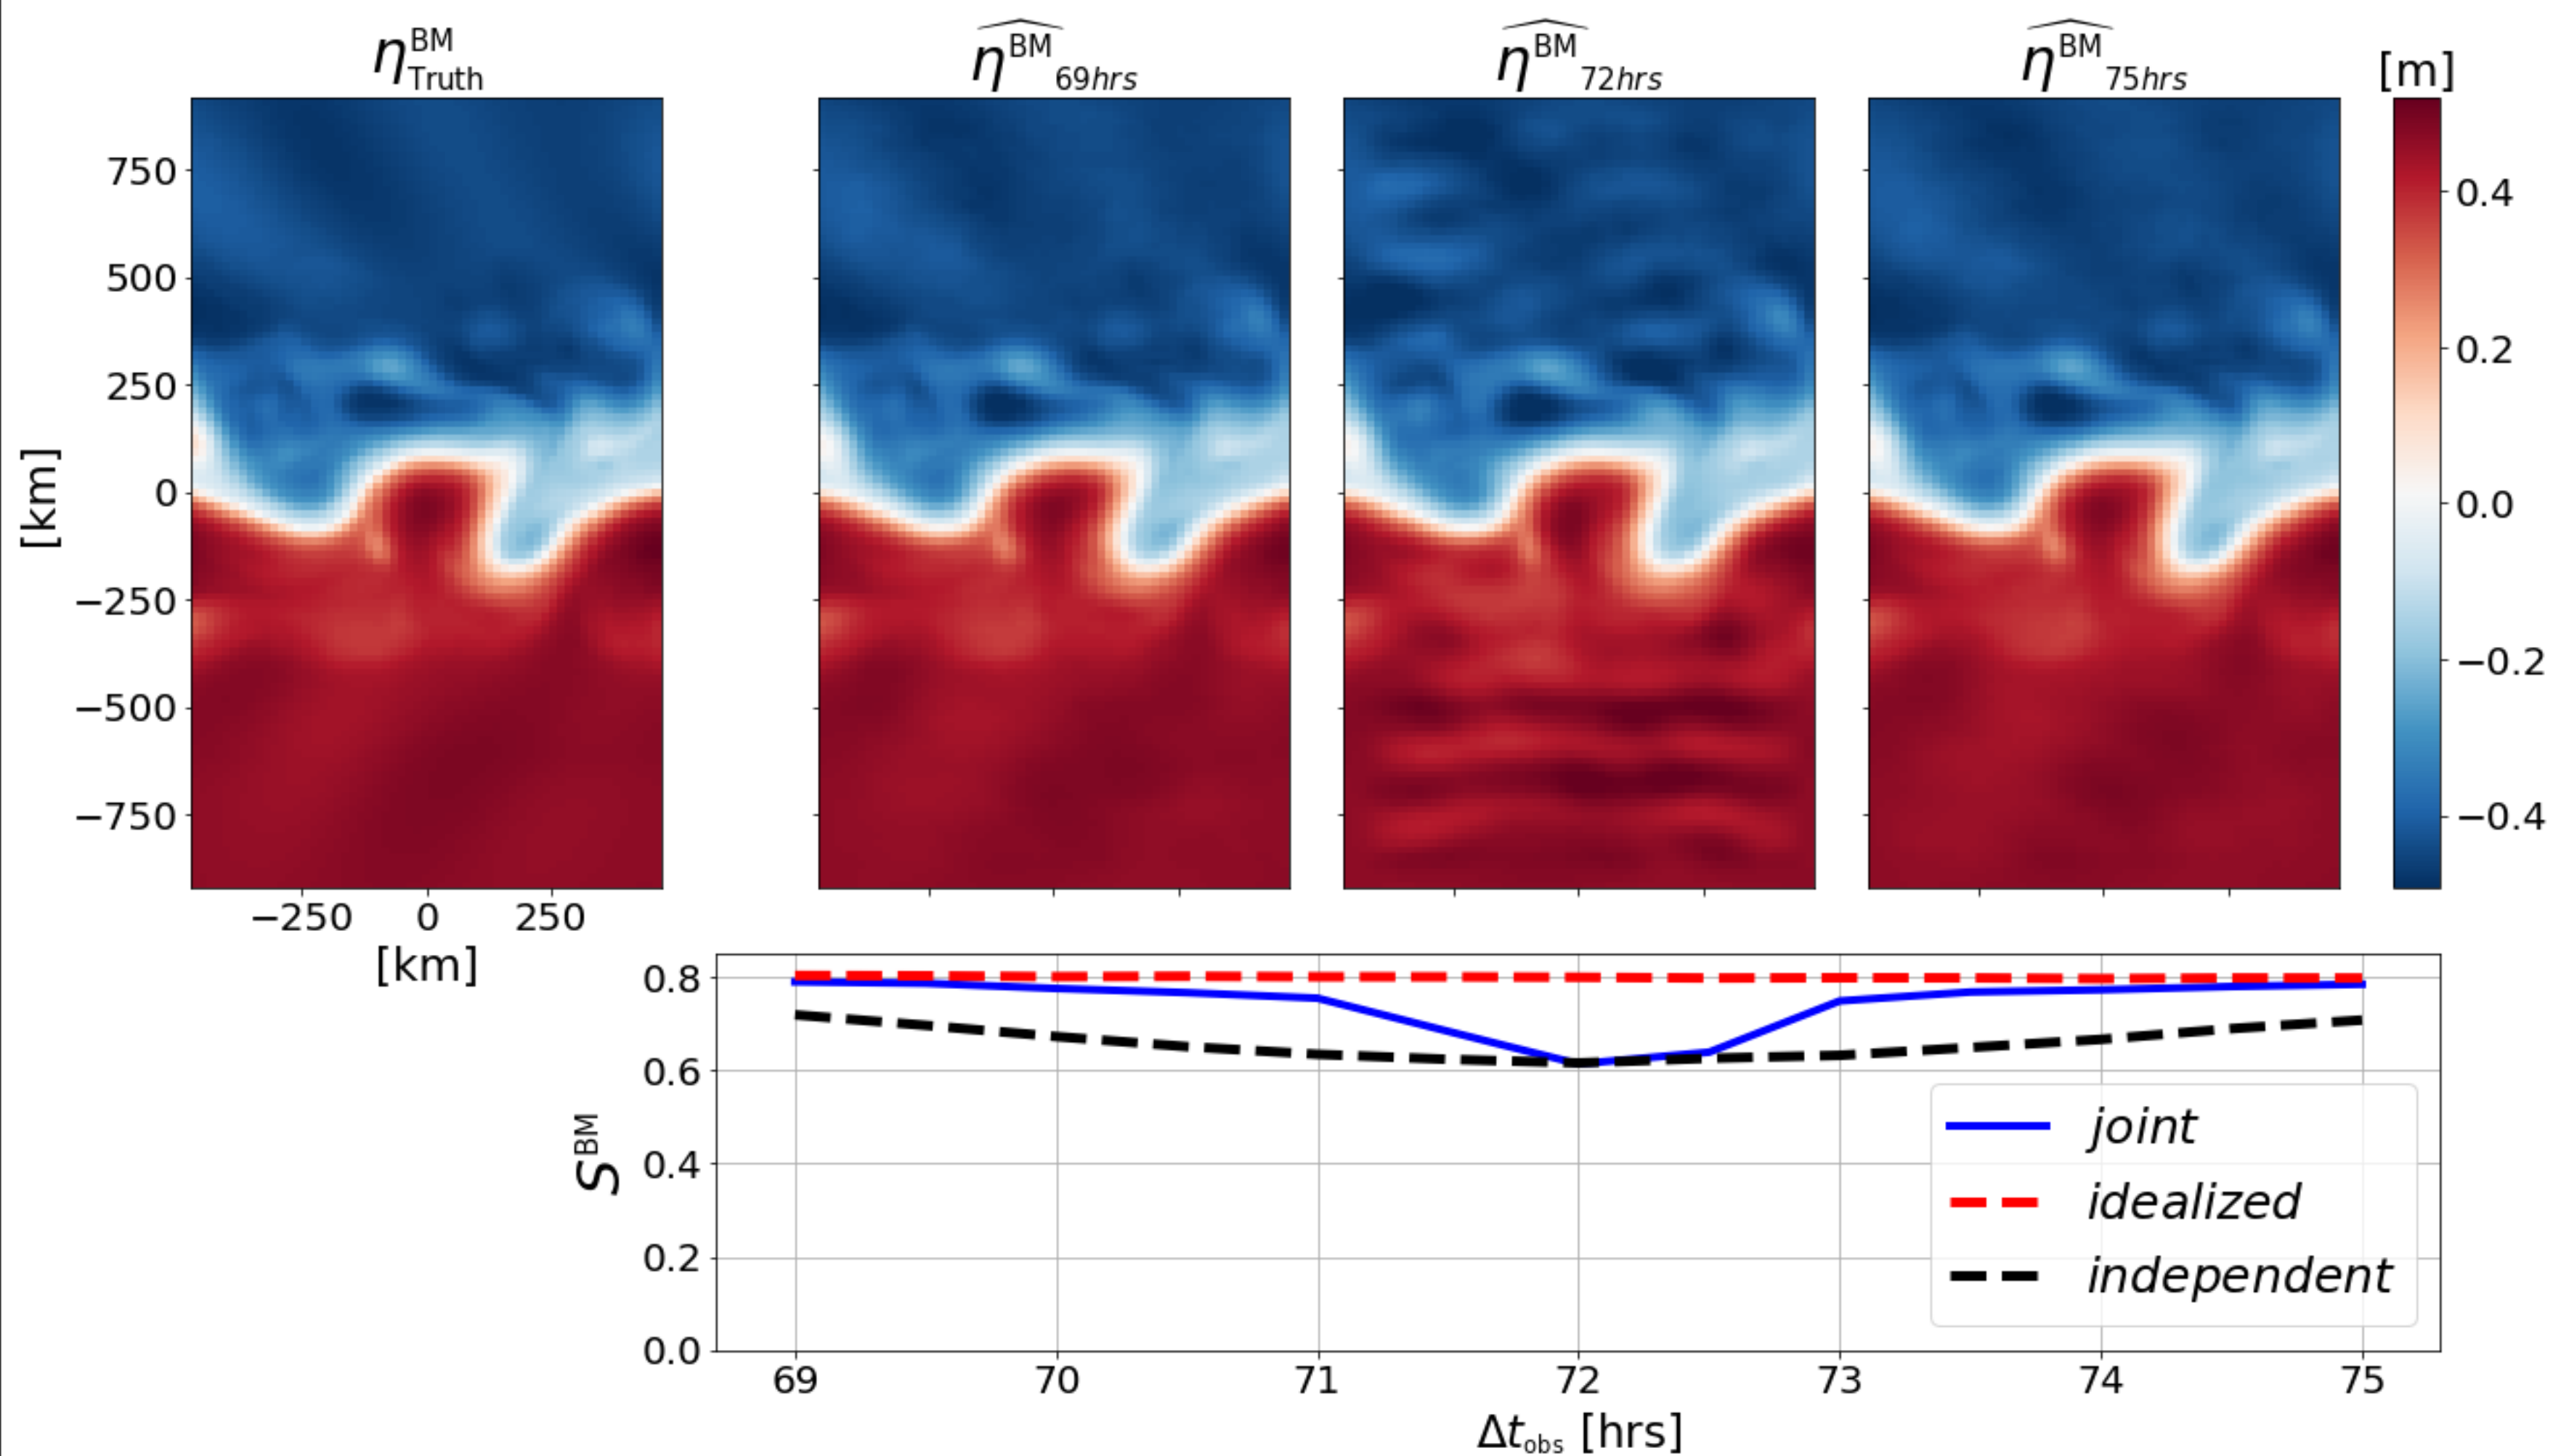 η^BM_Truth
η^BM_69hrs
η^BM_72hrs
η^BM_75hrs
[m]
750
500
250
0
−250
−500
−750
[km]
−250 0 250
[km]
0.4
0.2
0.0
−0.2
−0.4
0.8
0.6
0.4
0.2
0.0
S^BM
joint
idealized
independent
69 70 71 72 73 74 75
Δt_obs [hrs]